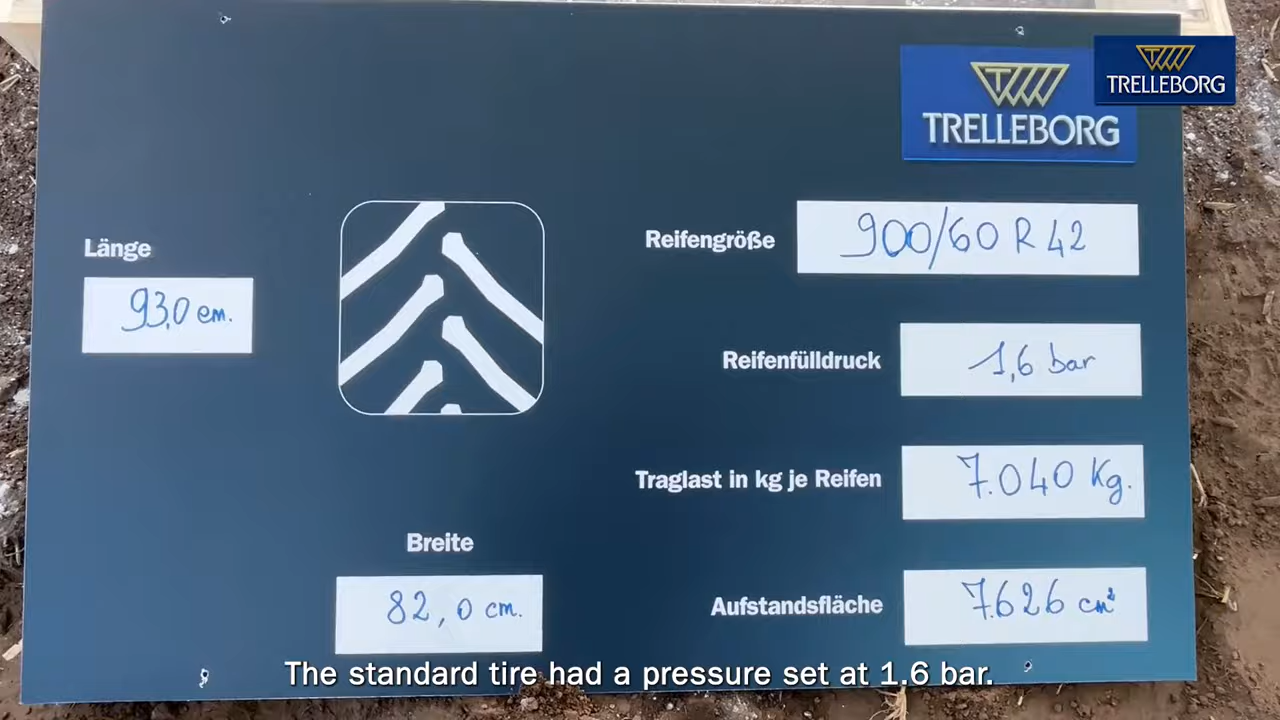 TRELLEBORG
TRELLEBORG
Länge
93,0 cm.
Reifengröße
900/60 R 42
Reifenfülldruck
1,6 bar
Traglast in kg je Reifen
7.040 Kg.
Breite
82,0 cm.
Aufstandsfläche
7.626 cm²
The standard tire had a pressure set at 1.6 bar.